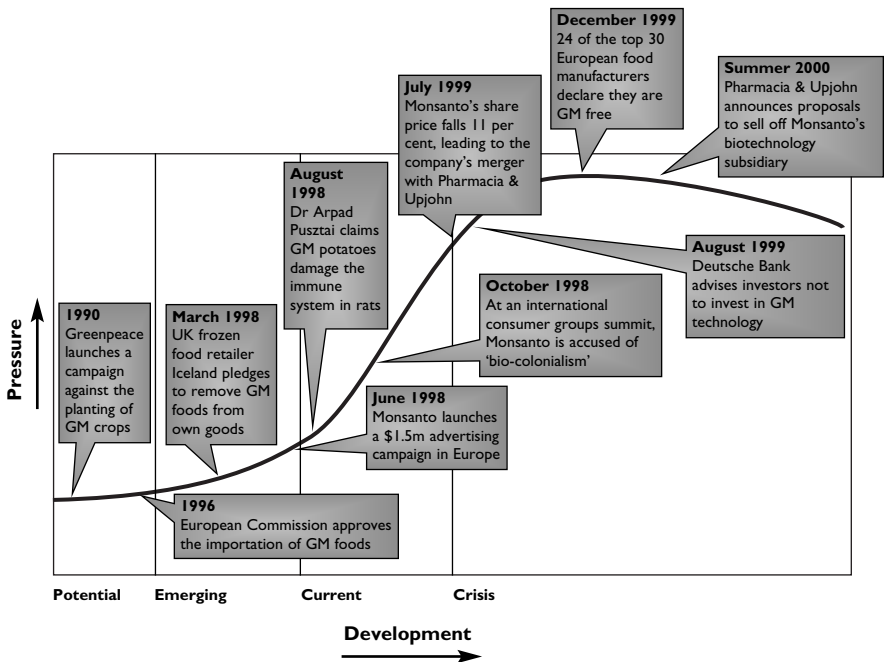 December 1999
24 of the top 30
European food
manufacturers
declare they are
GM free
Summer 2000
Pharmacia & Upjohn
announces proposals
to sell off Monsanto's
biotechnology
subsidiary
July 1999
Monsanto's share
price falls 11 per
cent, leading to the
company's merger
with Pharmacia &
Upjohn
August
1998
Dr Arpad
Pusztai claims
GM potatoes
damage the
immune
system in rats
August 1999
Deutsche Bank
advises investors not
to invest in GM
technology
October 1998
At an international
consumer groups summit,
Monsanto is accused of
'bio-colonialism'
1990
Greenpeace
launches a
campaign
against the
planting of
GM crops
March 1998
UK frozen
food retailer
Iceland pledges
to remove GM
foods from
own goods
June 1998
Monsanto launches
a $1.5m advertising
campaign in Europe
1996
European Commission approves
the importation of GM foods
Pressure
Potential Emerging Current Crisis
Development